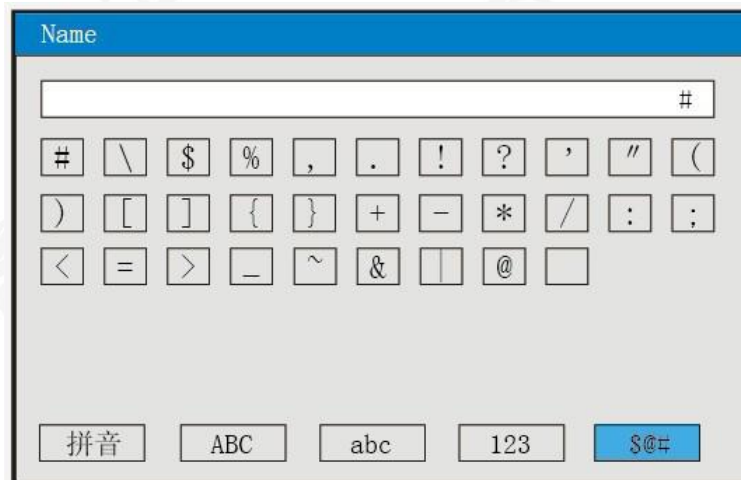 Name
#
# \ $ % , . ! ? ’ ″ (
) [ ] { } + − * / : ;
< = > _ ~ & | @
拼音 ABC abc 123 $@#